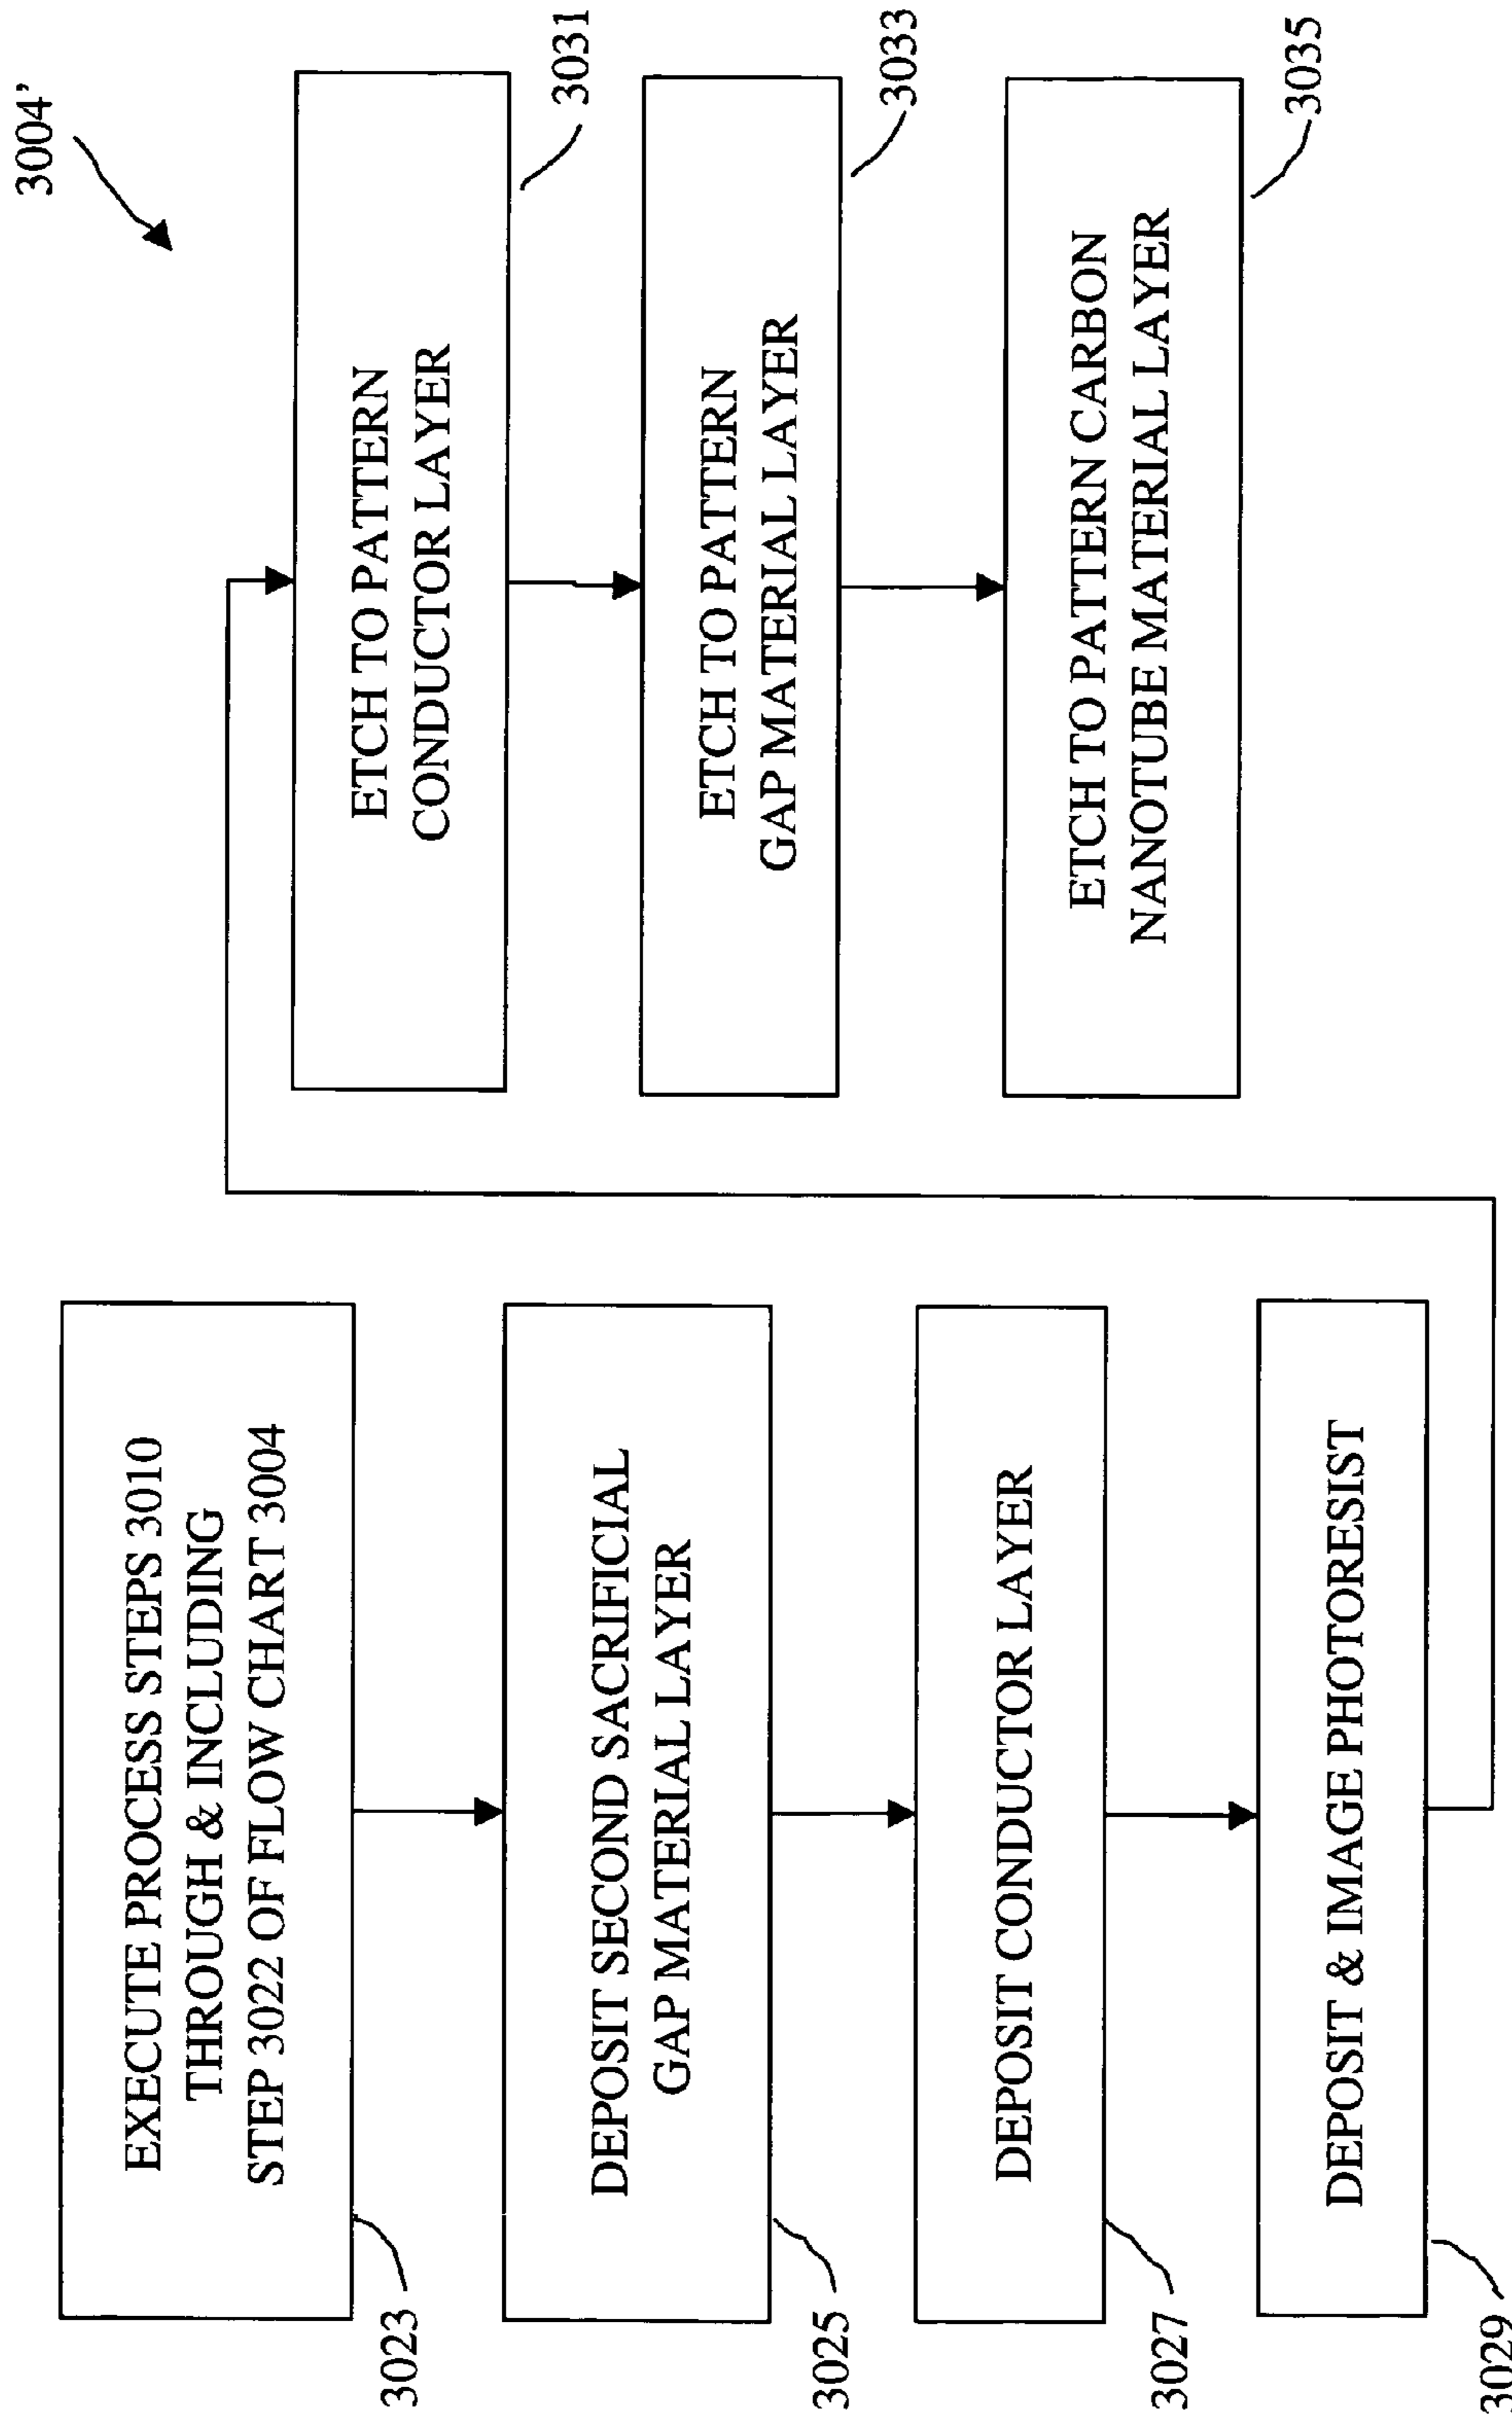 3004'
EXECUTE PROCESS STEPS 3010
THROUGH & INCLUDING
STEP 3022 OF FLOW CHART 3004
3023
DEPOSIT SECOND SACRIFICIAL
GAP MATERIAL LAYER
3025
DEPOSIT CONDUCTOR LAYER
3027
DEPOSIT & IMAGE PHOTORESIST
3029
ETCH TO PATTERN
CONDUCTOR LAYER
3031
ETCH TO PATTERN
GAP MATERIAL LAYER
3033
ETCH TO PATTERN CARBON
NANOTUBE MATERIAL LAYER
3035